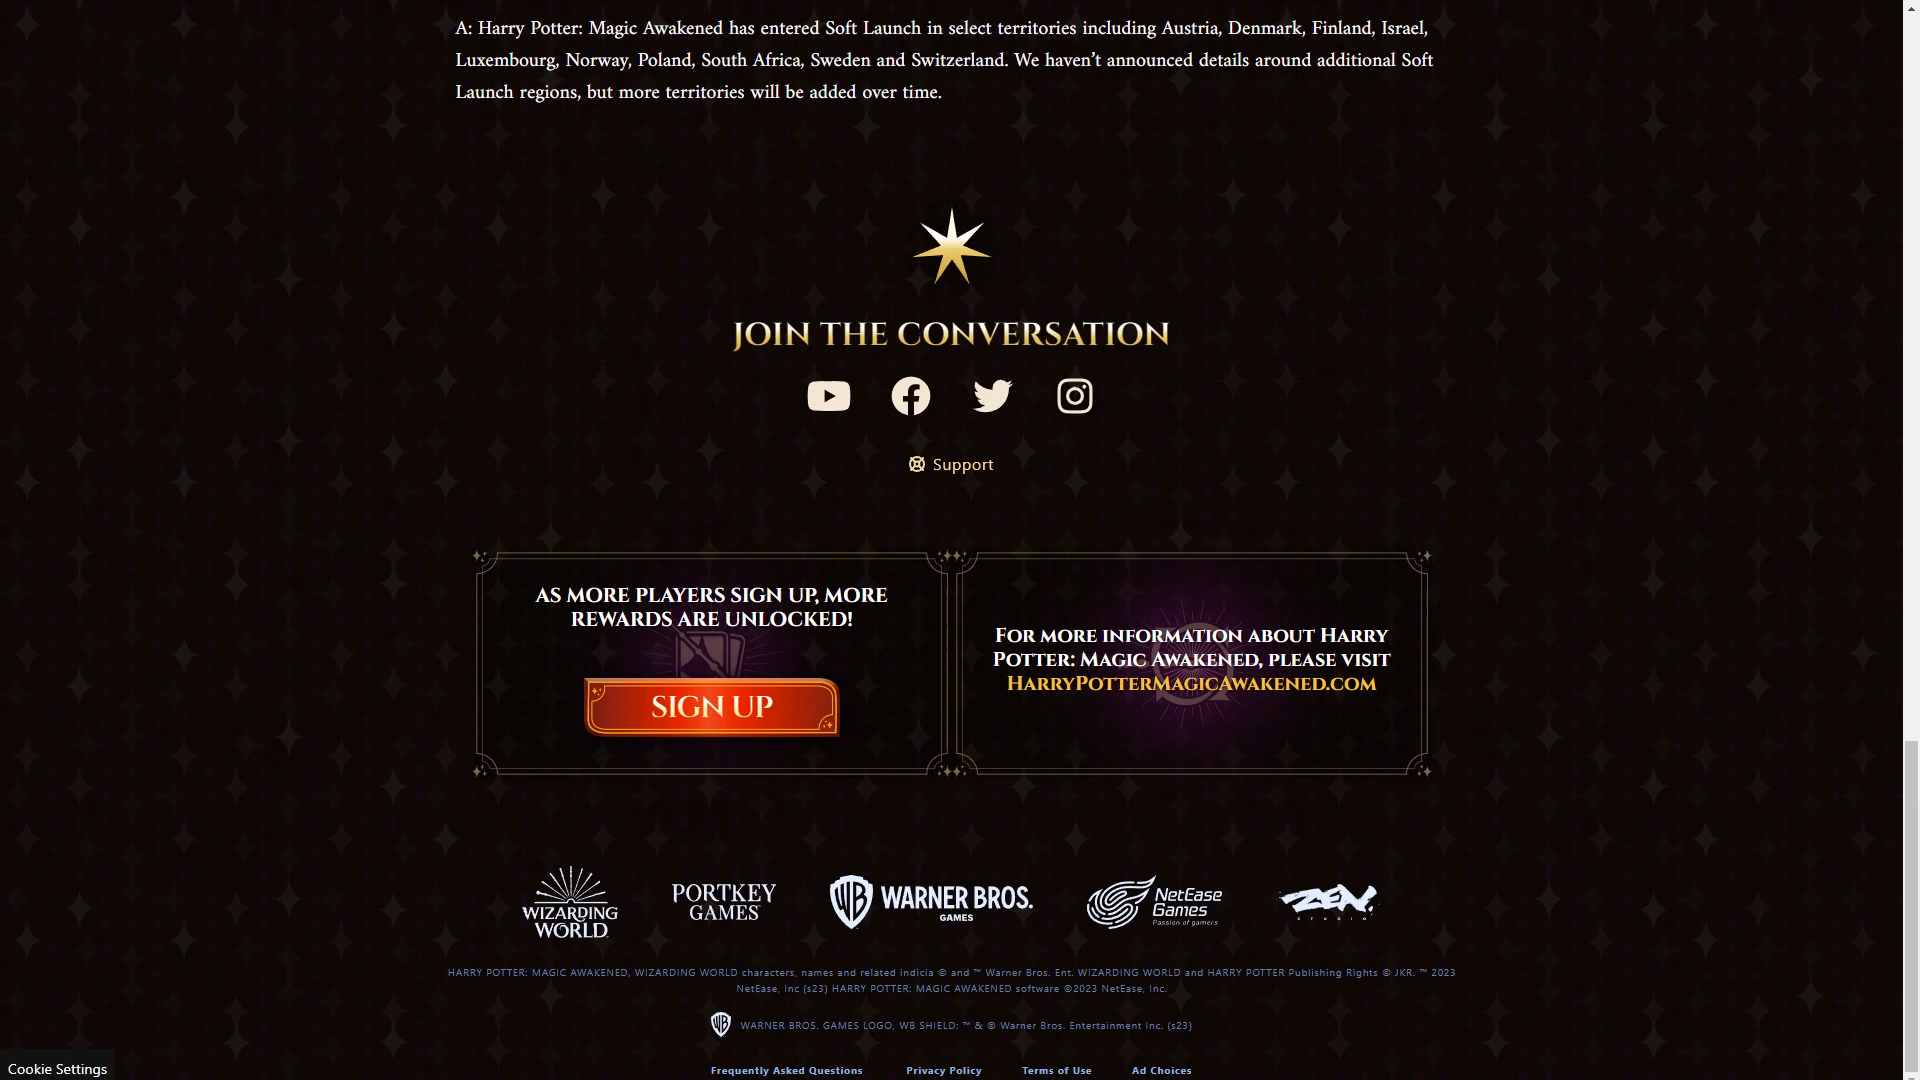 A: Harry Potter: Magic Awakened has entered Soft Launch in select territories including Austria, Denmark, Finland, Israel,
Luxembourg, Norway, Poland, South Africa, Sweden and Switzerland. We haven’t announced details around additional Soft
Launch regions, but more territories will be added over time.
JOIN THE CONVERSATION
Support
AS MORE PLAYERS SIGN UP, MORE
REWARDS ARE UNLOCKED!
SIGN UP
For more information about Harry
Potter: Magic Awakened, please visit
HarryPotterMagicAwakened.com
WIZARDING
WORLD
PORTKEY
GAMES
WB
WARNER BROS.
GAMES
NetEase
Games
Passion of gamers
ZEN
STUDIO
HARRY POTTER: MAGIC AWAKENED, WIZARDING WORLD characters, names and related indicia © and ™ Warner Bros. Ent. WIZARDING WORLD and HARRY POTTER Publishing Rights © JKR. ™ 2023
NetEase, Inc (s23) HARRY POTTER: MAGIC AWAKENED software ©2023 NetEase, Inc.
WB WARNER BROS. GAMES LOGO, WB SHIELD: ™ & © Warner Bros. Entertainment Inc. (s23)
Cookie Settings
Frequently Asked Questions Privacy Policy Terms of Use Ad Choices